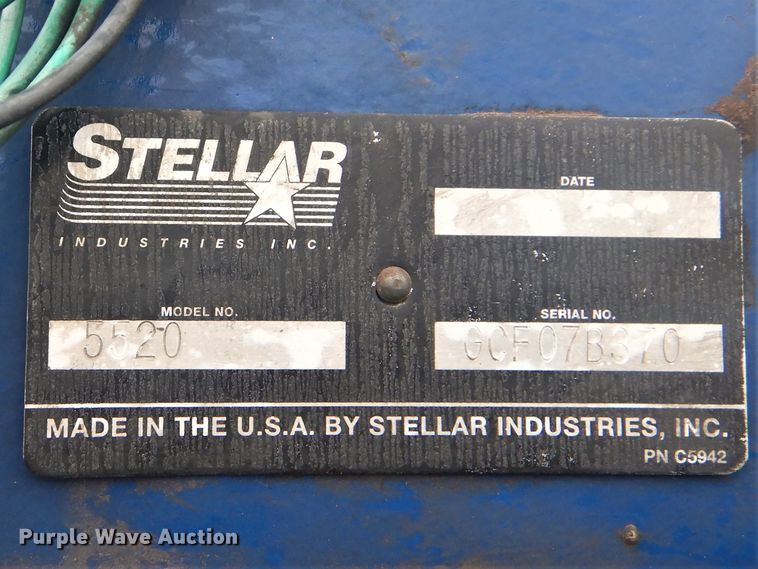 STELLAR
INDUSTRIES INC.
DATE
MODEL NO.
5520
SERIAL NO.
GCF07B370
MADE IN THE U.S.A. BY STELLAR INDUSTRIES, INC.
PN C5942
Purple Wave Auction